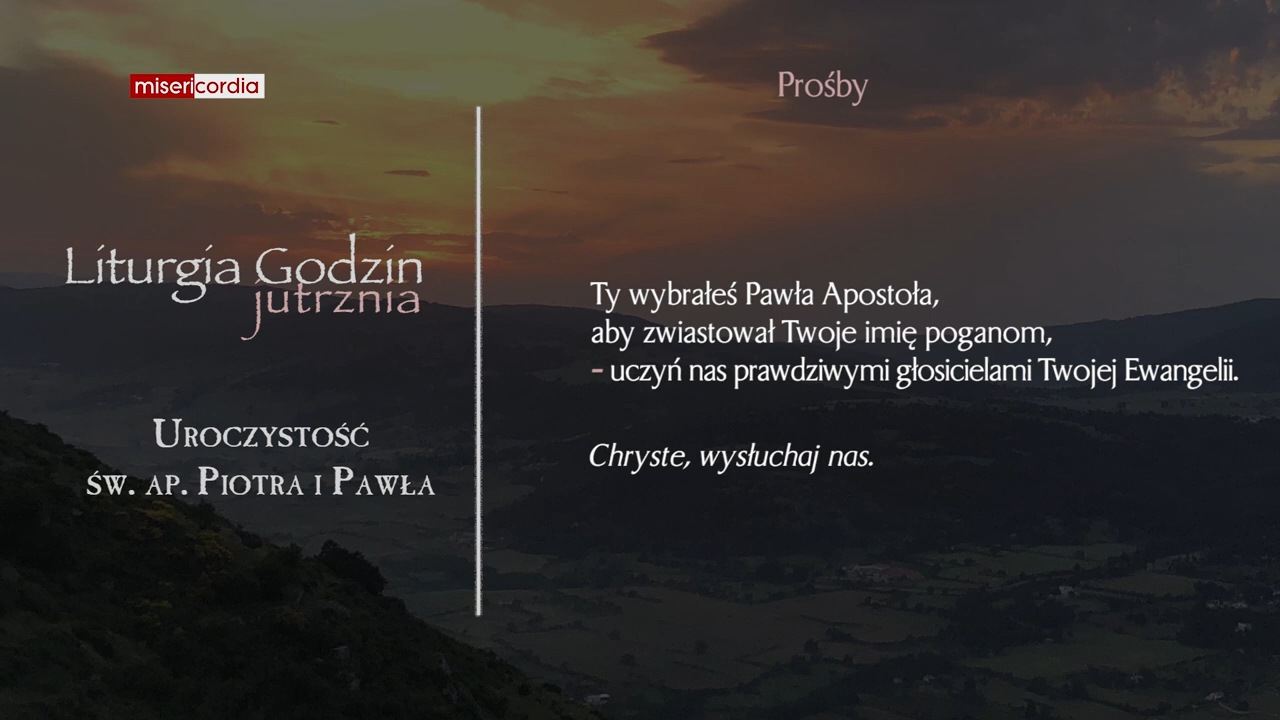 misericordia
Liturgia Godzin
jutrznia
Uroczystość
św. ap. Piotra i Pawła
Prośby
Ty wybrałeś Pawła Apostoła,
aby zwiastował Twoje imię poganom,
- uczyń nas prawdziwymi głosicielami Twojej Ewangelii.
Chryste, wysłuchaj nas.